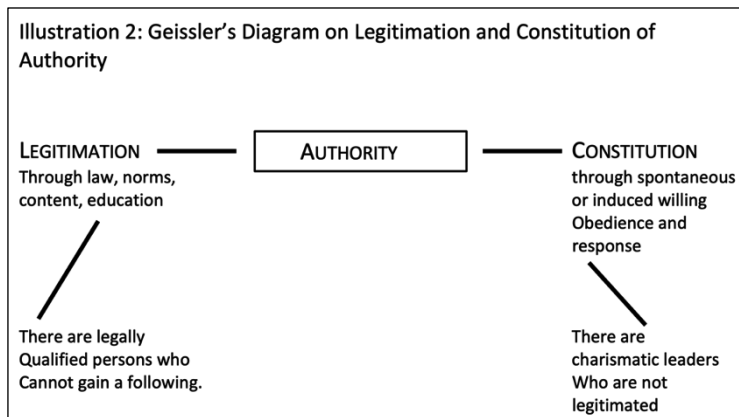 Illustration 2: Geissler’s Diagram on Legitimation and Constitution of
Authority
LEGITIMATION
Through law, norms,
content, education
AUTHORITY
CONSTITUTION
through spontaneous
or induced willing
Obedience and
response
There are legally
Qualified persons who
Cannot gain a following.
There are
charismatic leaders
Who are not
legitimated